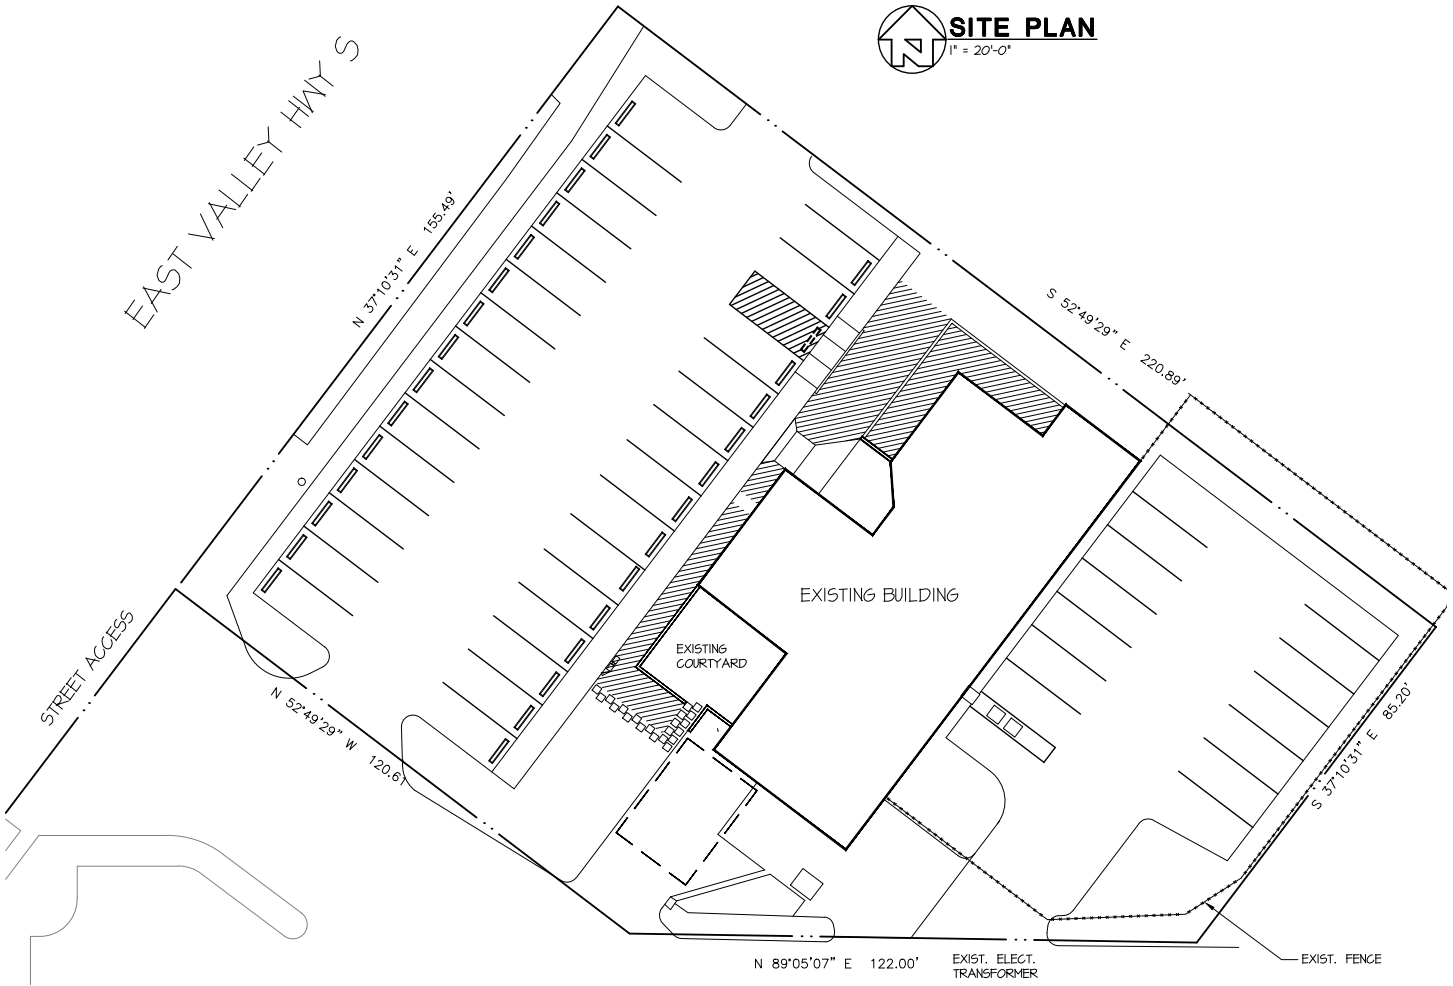 SITE PLAN
1" = 20'-0"
EAST VALLEY HWY S
N 37°10'31" E 155.49'
S 52°49'29" E 220.89'
EXISTING BUILDING
EXISTING
COURTYARD
STREET ACCESS
N 52°49'29" W 120.61
S 37°10'31" E 85.20'
N 89°05'07" E 122.00'
EXIST. ELECT.
TRANSFORMER
EXIST. FENCE